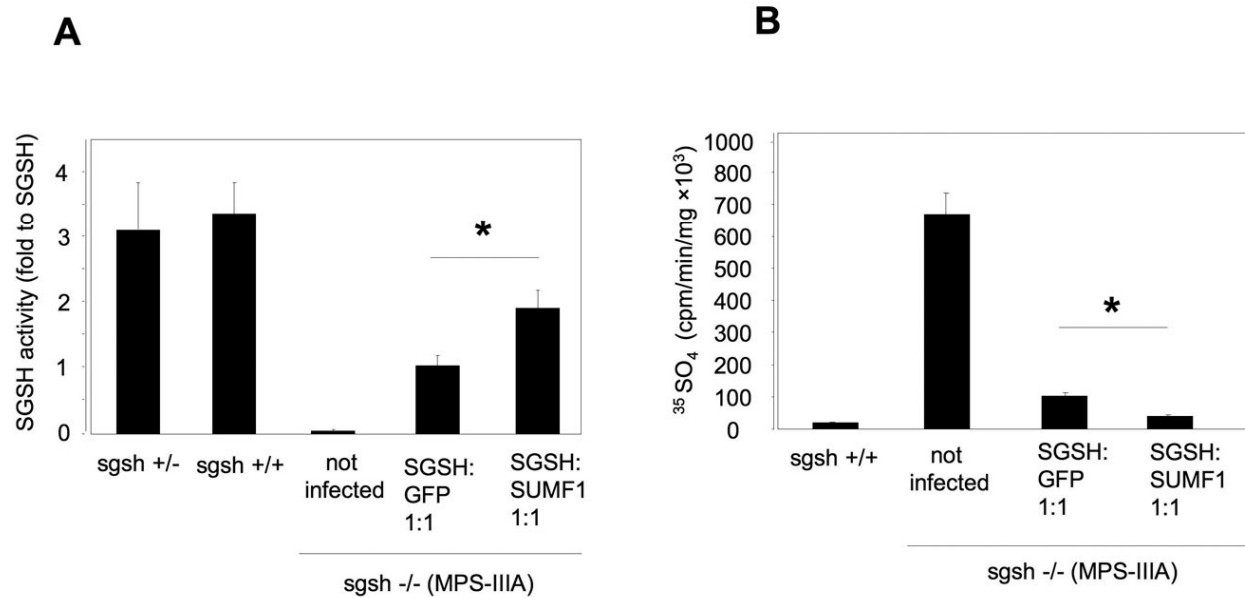 A
SGSH activity (fold to SGSH)
4
3
2
1
0
*
sgsh +/-
sgsh +/+
not
infected
SGSH:
GFP
1:1
SGSH:
SUMF1
1:1
sgsh -/- (MPS-IIIA)
B
³⁵ SO₄ (cpm/min/mg ×10³)
1000
800
700
600
500
400
300
200
100
0
*
sgsh +/+
not
infected
SGSH:
GFP
1:1
SGSH:
SUMF1
1:1
sgsh -/- (MPS-IIIA)